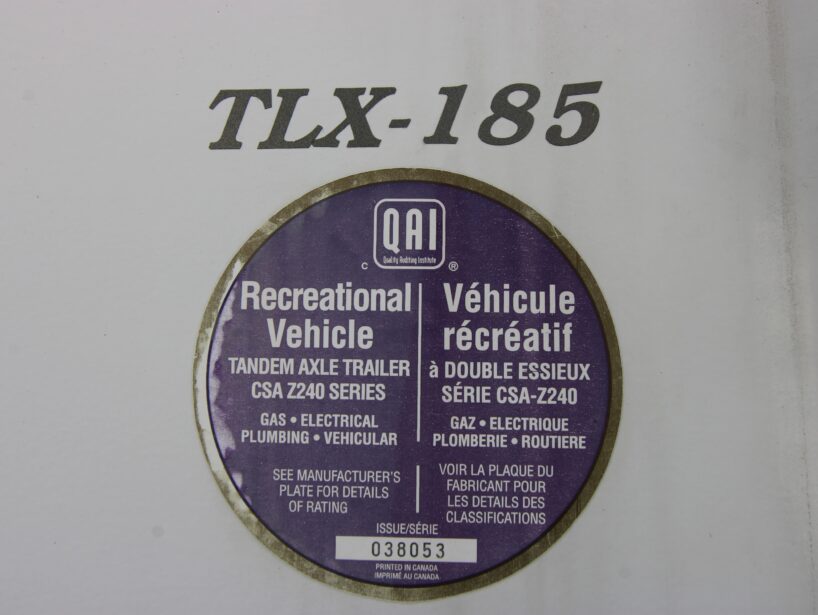 TLX-185
QAI
Quality Auditing Institute
C ®
Recreational
Vehicle
TANDEM AXLE TRAILER
CSA Z240 SERIES
GAS • ELECTRICAL
PLUMBING • VEHICULAR
SEE MANUFACTURER'S
PLATE FOR DETAILS
OF RATING
Véhicule
récréatif
à DOUBLE ESSIEUX
SÉRIE CSA-Z240
GAZ • ELECTRIQUE
PLOMBERIE • ROUTIERE
VOIR LA PLAQUE DU
FABRICANT POUR
LES DETAILS DES
CLASSIFICATIONS
ISSUE/SÉRIE
038053
PRINTED IN CANADA
IMPRIMÉ AU CANADA